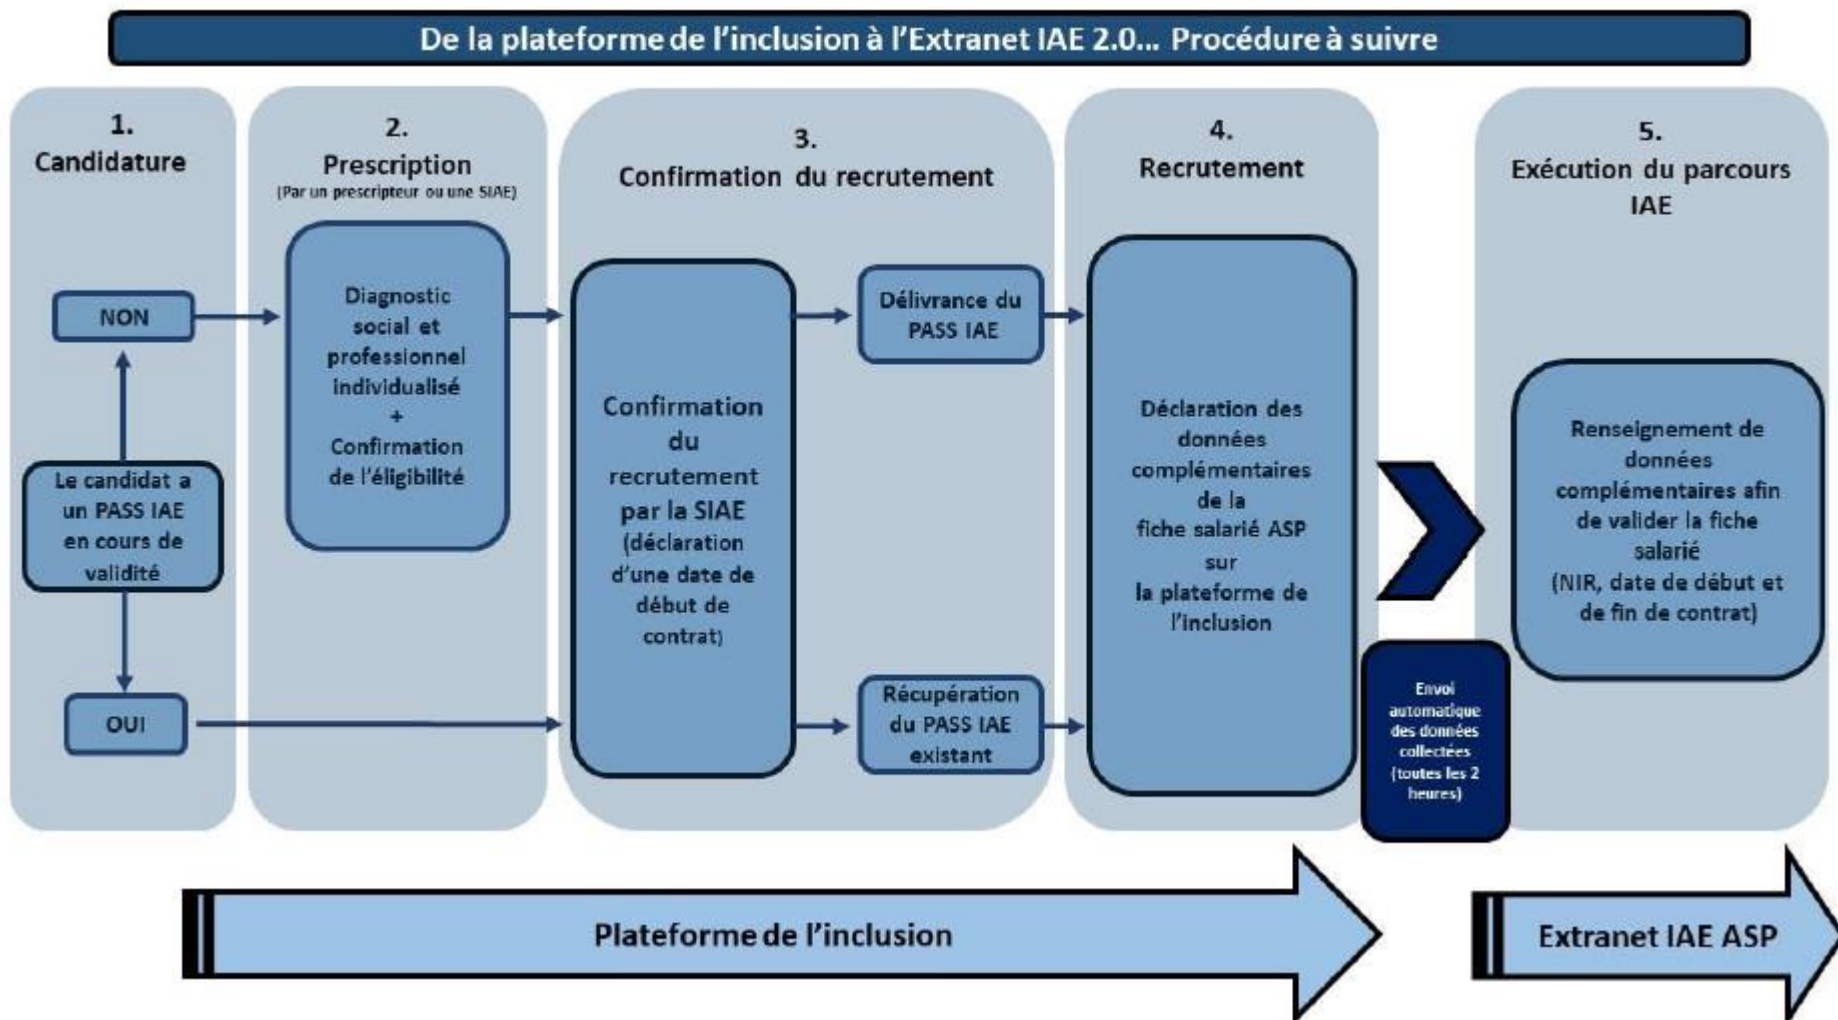 De la plateforme de l'inclusion à l'Extranet IAE 2.0... Procédure à suivre
1.
Candidature
NON
Le candidat a
un PASS IAE
en cours de
validité
OUI
2.
Prescription
(Par un prescripteur ou une SIAE)
Diagnostic
social et
professionnel
individualisé
+
Confirmation
de l'éligibilité
3.
Confirmation du recrutement
Confirmation
du
recrutement
par la SIAE
(déclaration
d'une date de
début de
contrat)
Délivrance du
PASS IAE
Récupération
du PASS IAE
existant
4.
Recrutement
Déclaration des
données
complémentaires
de la
fiche salarié ASP
sur
la plateforme de
l'inclusion
Envoi
automatique
des données
collectées
(toutes les 2
heures)
5.
Exécution du parcours
IAE
Renseignement de
données
complémentaires afin
de valider la fiche
salarié
(NIR, date de début et
de fin de contrat)
Plateforme de l'inclusion
Extranet IAE ASP